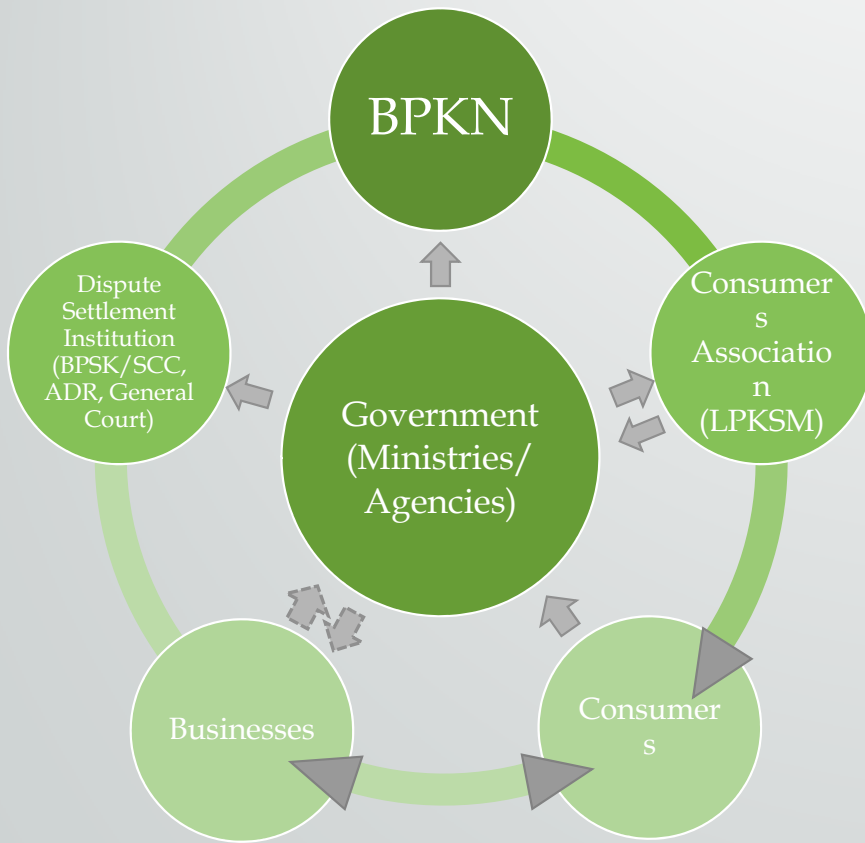 BPKN
Dispute
Settlement
Institution
(BPSK/SCC,
ADR, General
Court)
Consumer
s
Associatio
n
(LPKSM)
Government
(Ministries/
Agencies)
Businesses
Consumer
s